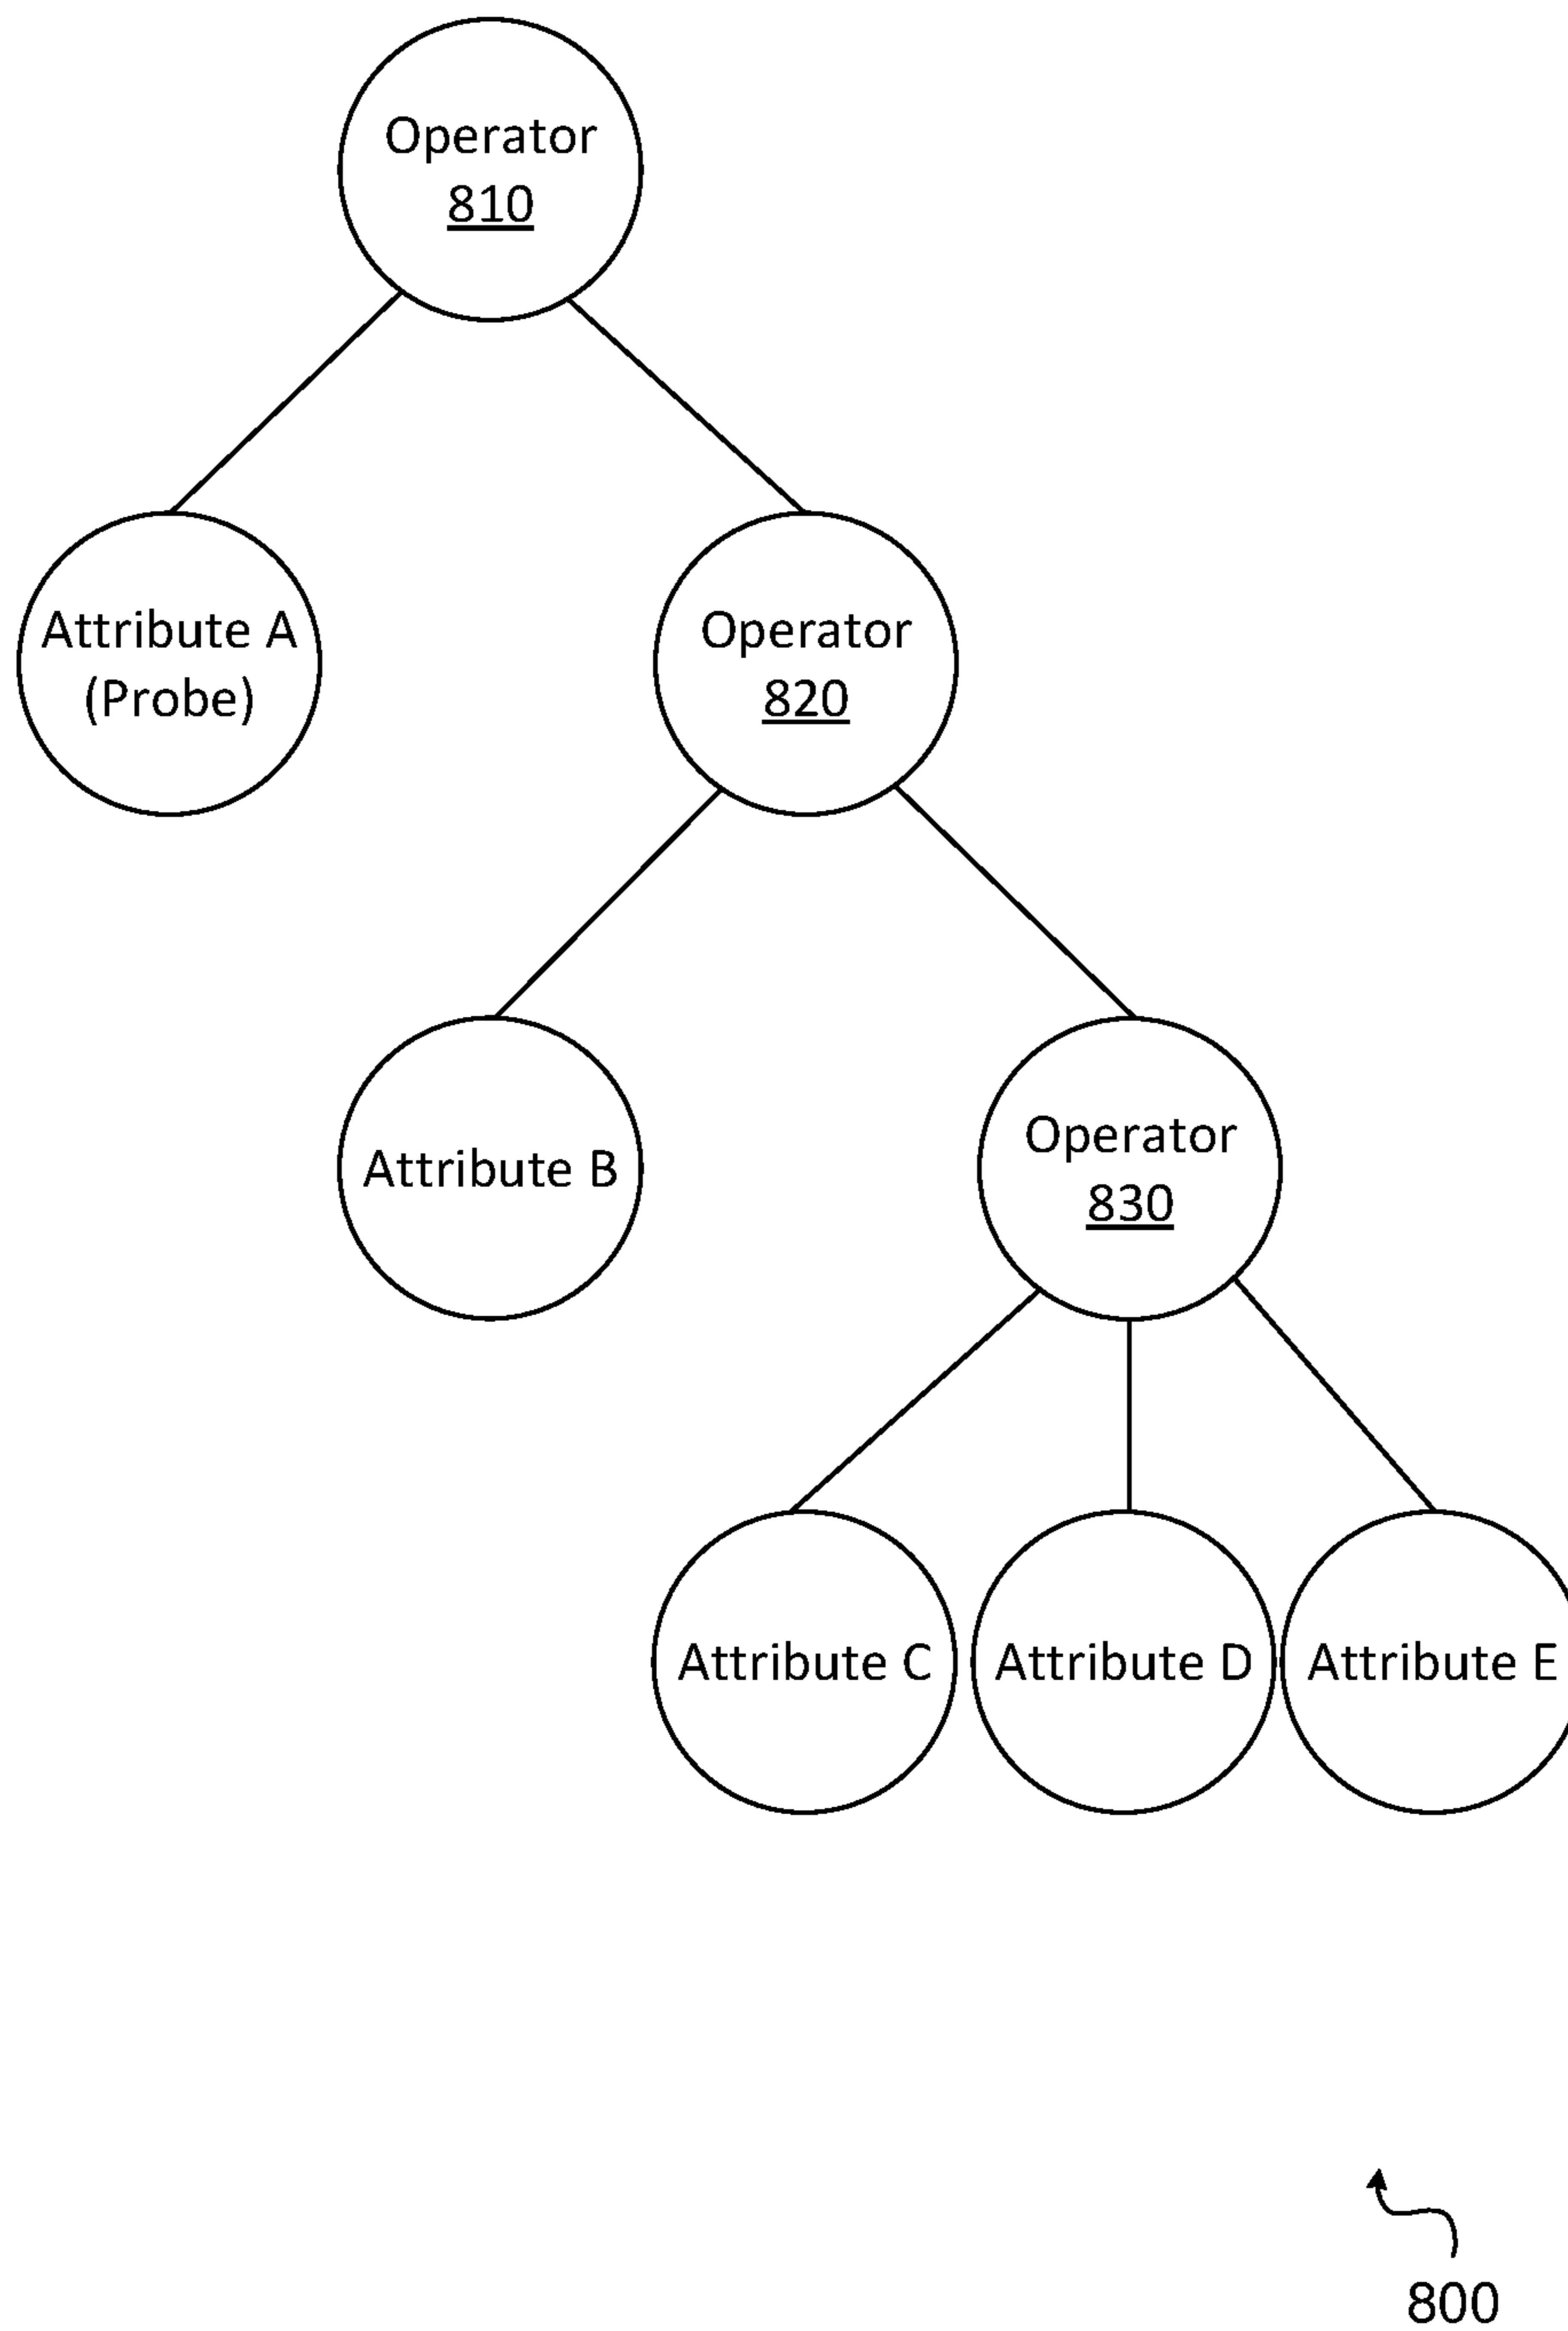 Operator
810
Attribute A
(Probe)
Operator
820
Attribute B
Operator
830
Attribute C
Attribute D
Attribute E
800